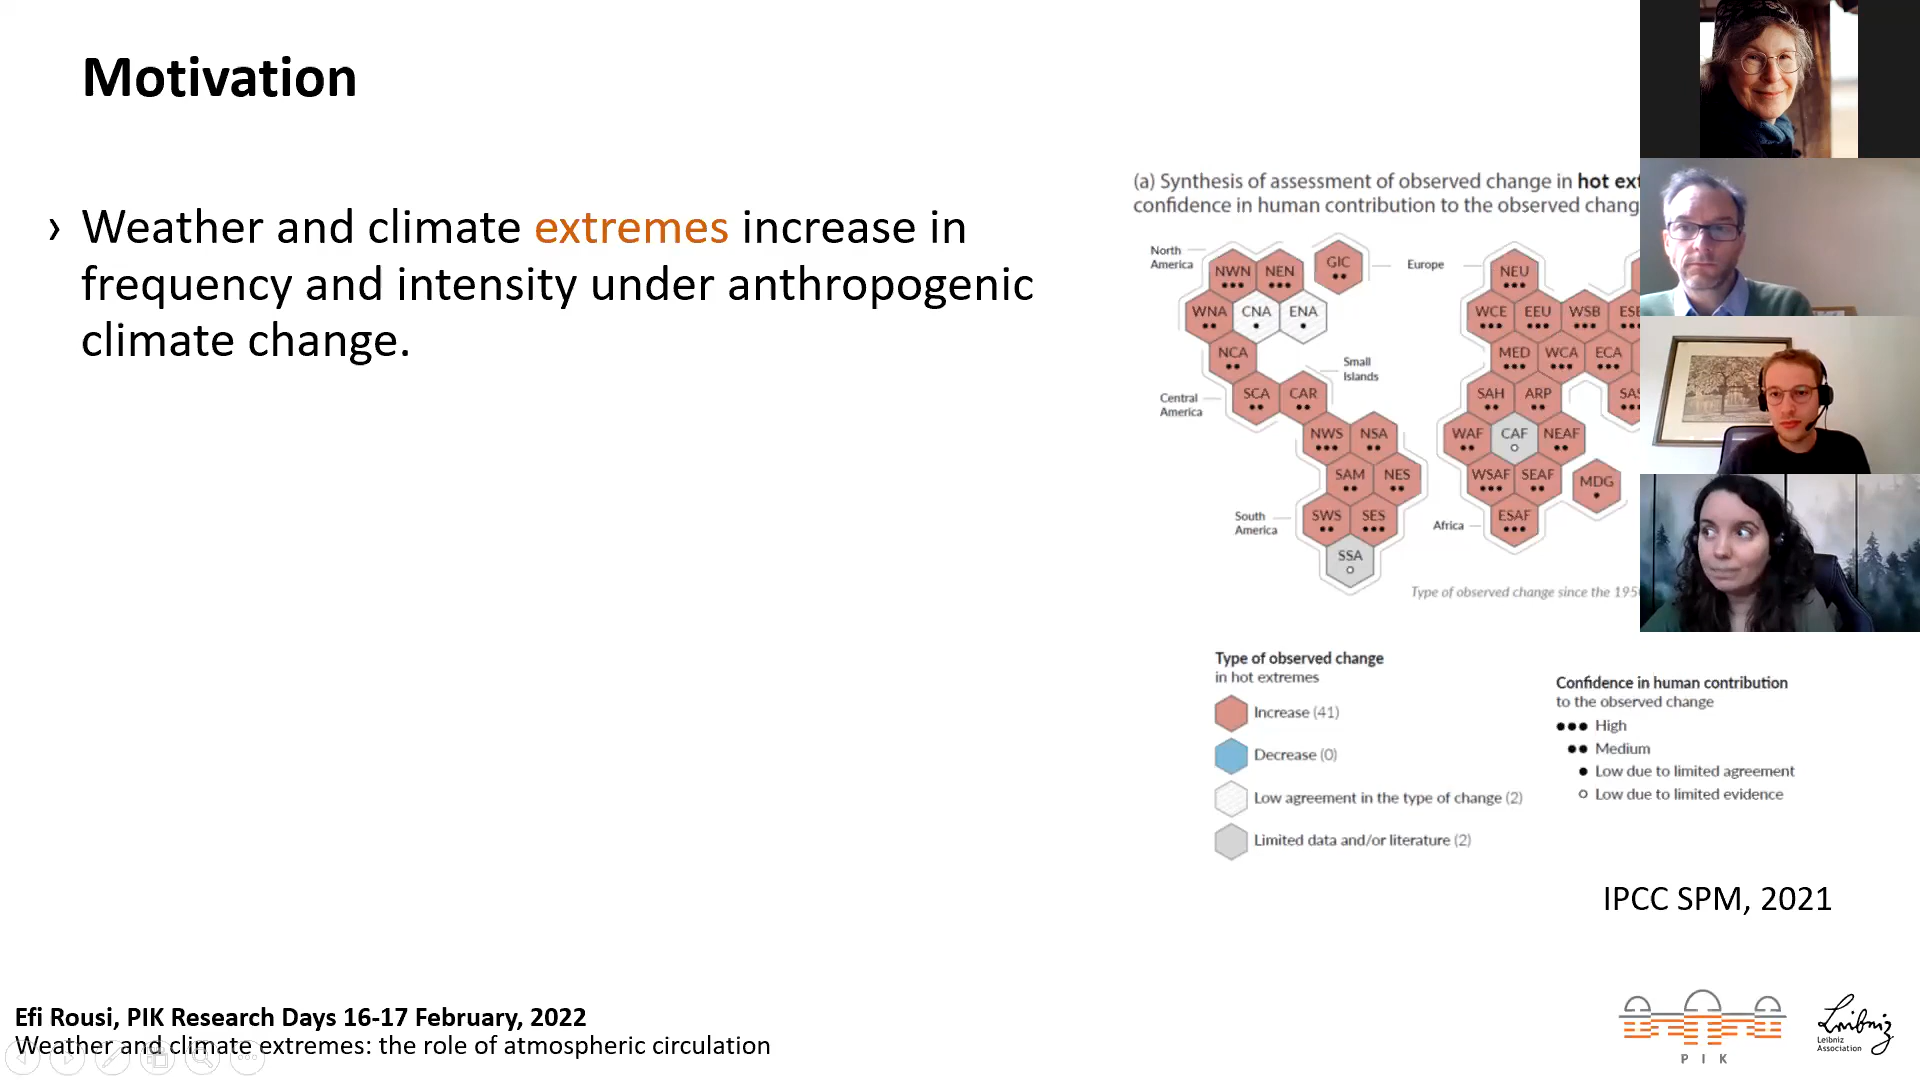 Motivation
› Weather and climate extremes increase in
frequency and intensity under anthropogenic
climate change.
(a) Synthesis of assessment of observed change in hot
confidence in human contribution to the observed
North
America
NWN
NEN
GIC
Europe
NEU
WNA
CNA
ENA
WCE
EEU
WSB
NCA
MED
WCA
ECA
Small
Islands
Central
America
SCA
CAR
SAH
ARP
NWS
NSA
WAF
CAF
NEAF
SAM
NES
WSAF
SEAF
MDG
South
America
SWS
SES
Africa
ESAF
SSA
Type of observed change since the
Type of observed change
in hot extremes
Increase (41)
Decrease (0)
Low agreement in the type of change (2)
Limited data and/or literature (2)
Confidence in human contribution
to the observed change
●●● High
●● Medium
● Low due to limited agreement
○ Low due to limited evidence
IPCC SPM, 2021
Efi Rousi, PIK Research Days 16-17 February, 2022
Weather and climate extremes: the role of atmospheric circulation
P I K
Leibniz
Leibniz
Association